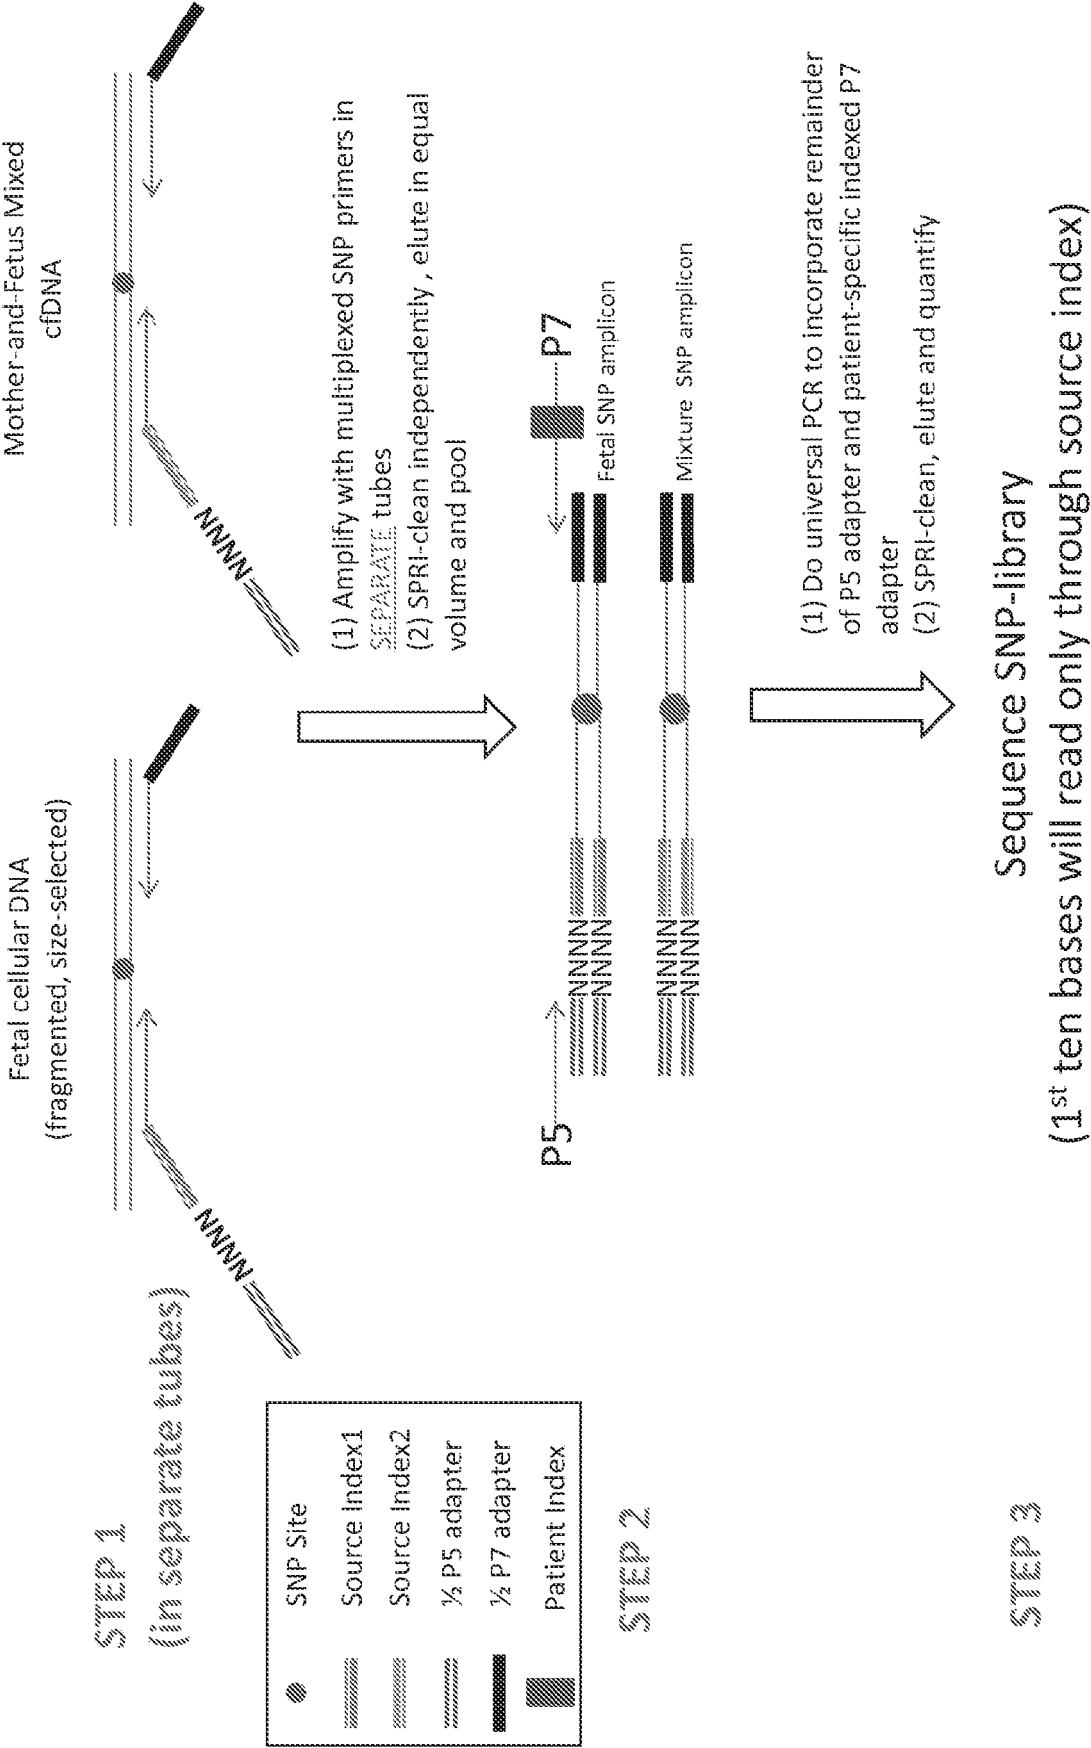 STEP 1
(in separate tubes)
Fetal cellular DNA
(fragmented, size-selected)
NNNN
Mother-and-Fetus Mixed
cfDNA
NNNN
SNP Site
Source Index1
Source Index2
½ P5 adapter
½ P7 adapter
Patient Index
(1) Amplify with multiplexed SNP primers in
SEPARATE tubes
(2) SPRI-clean independently , elute in equal
volume and pool
STEP 2
P5
P7
NNNN
NNNN
Fetal SNP amplicon
NNNN
NNNN
Mixture SNP amplicon
(1) Do universal PCR to incorporate remainder
of P5 adapter and patient-specific indexed P7
adapter
(2) SPRI-clean, elute and quantify
STEP 3
Sequence SNP-library
(1st ten bases will read only through source index)